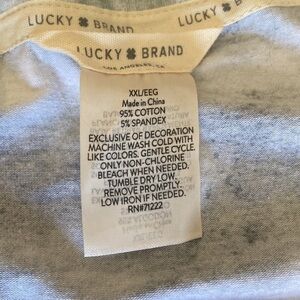 LUCKY BRAND
LUCKY
LUCKY BRAND
LOS ANGELES, CA
XXL/EEG
Made in China
95% COTTON
5% SPANDEX
EXCLUSIVE OF DECORATION
MACHINE WASH COLD WITH
LIKE COLORS. GENTLE CYCLE.
ONLY NON-CHLORINE
BLEACH WHEN NEEDED.
TUMBLE DRY LOW.
REMOVE PROMPTLY.
LOW IRON IF NEEDED.
RN#71222